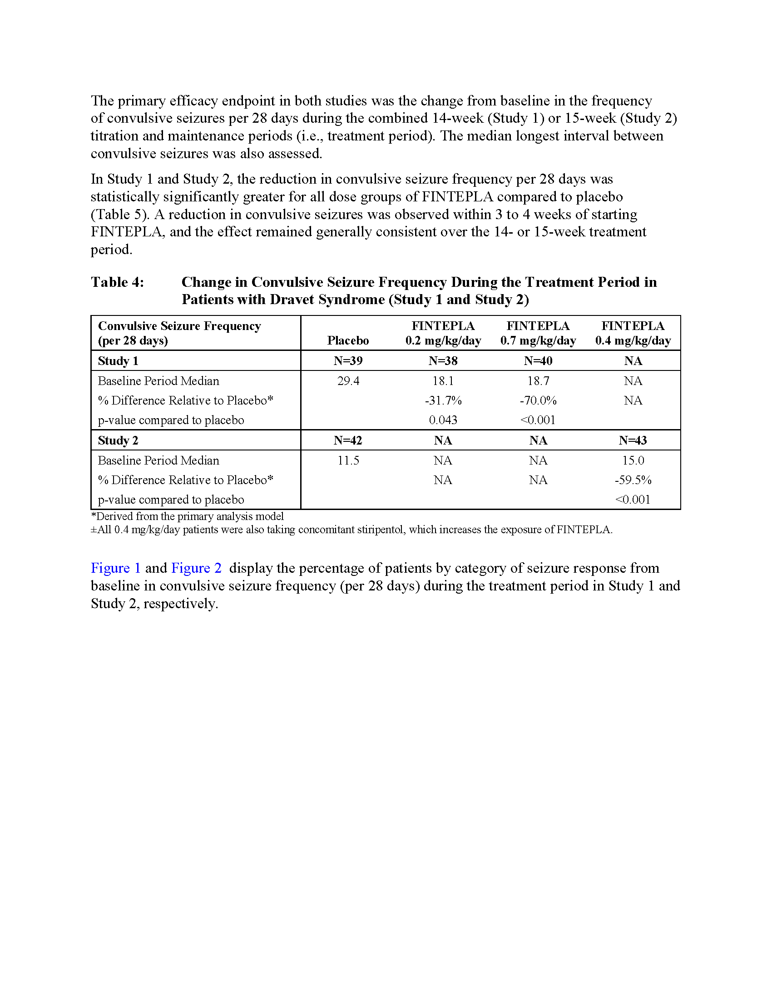 The primary efficacy endpoint in both studies was the change from baseline in the frequency
of convulsive seizures per 28 days during the combined 14-week (Study 1) or 15-week (Study 2)
titration and maintenance periods (i.e., treatment period). The median longest interval between
convulsive seizures was also assessed.
In Study 1 and Study 2, the reduction in convulsive seizure frequency per 28 days was
statistically significantly greater for all dose groups of FINTEPLA compared to placebo
(Table 5). A reduction in convulsive seizures was observed within 3 to 4 weeks of starting
FINTEPLA, and the effect remained generally consistent over the 14- or 15-week treatment
period.
Table 4: Change in Convulsive Seizure Frequency During the Treatment Period in
Patients with Dravet Syndrome (Study 1 and Study 2)
Convulsive Seizure Frequency FINTEPLA FINTEPLA FINTEPLA
(per 28 days) Placebo 0.2 mg/kg/day 0.7 mg/kg/day 0.4 mg/kg/day
Study 1 N=39 N=38 N=40 NA
Baseline Period Median 29.4 18.1 18.7 NA
% Difference Relative to Placebo* -31.7% -70.0% NA
p-value compared to placebo 0.043 <0.001
Study 2 N=42 NA NA N=43
Baseline Period Median 11.5 NA NA 15.0
% Difference Relative to Placebo* NA NA -59.5%
p-value compared to placebo <0.001
*Derived from the primary analysis model
±All 0.4 mg/kg/day patients were also taking concomitant stiripentol, which increases the exposure of FINTEPLA.
Figure 1 and Figure 2 display the percentage of patients by category of seizure response from
baseline in convulsive seizure frequency (per 28 days) during the treatment period in Study 1 and
Study 2, respectively.